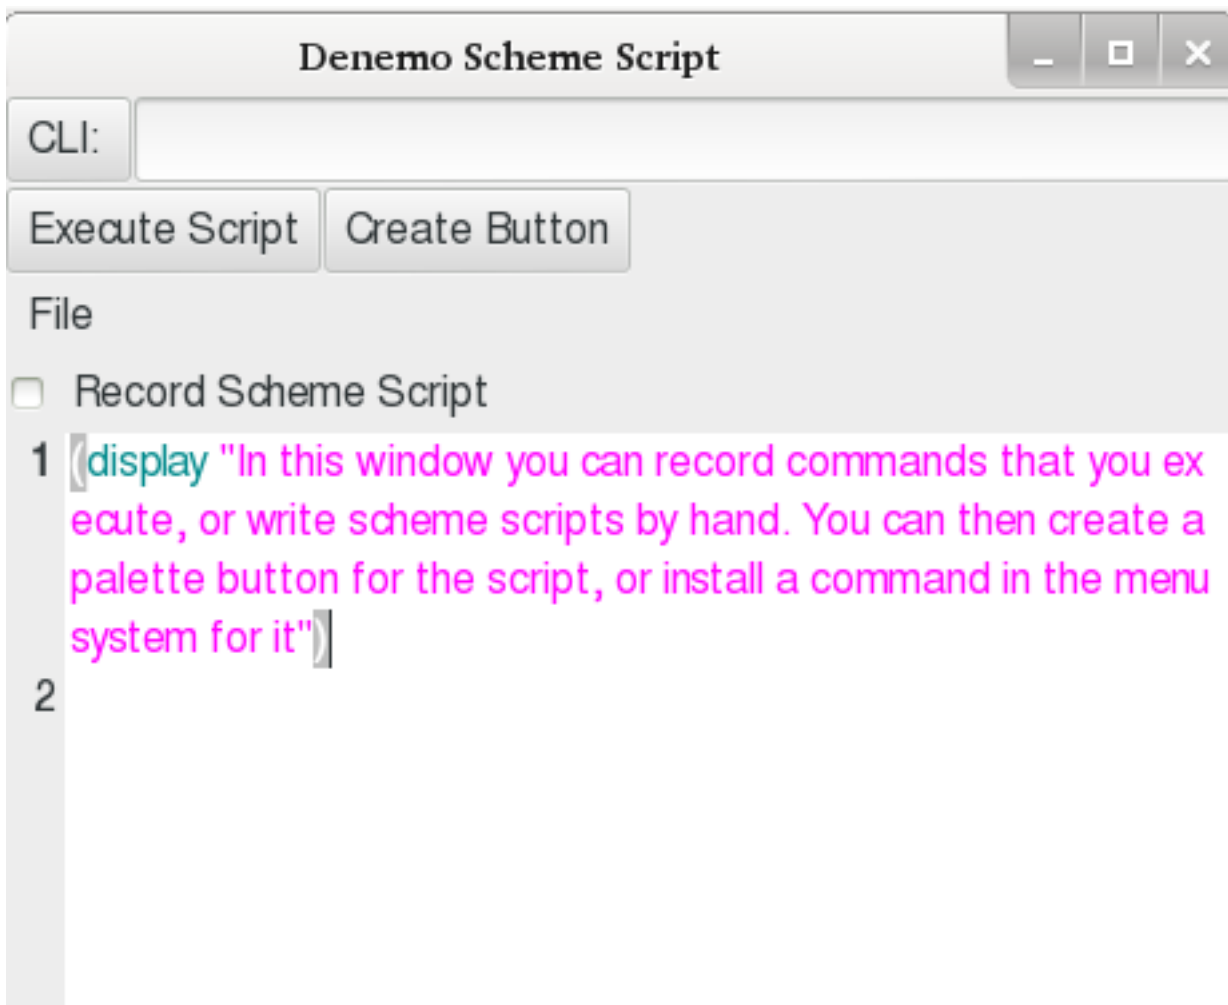 Denemo Scheme Script
CLI:
Execute Script Create Button
File
Record Scheme Script
1 (display "In this window you can record commands that you ex
ecute, or write scheme scripts by hand. You can then create a
palette button for the script, or install a command in the menu
system for it")
2